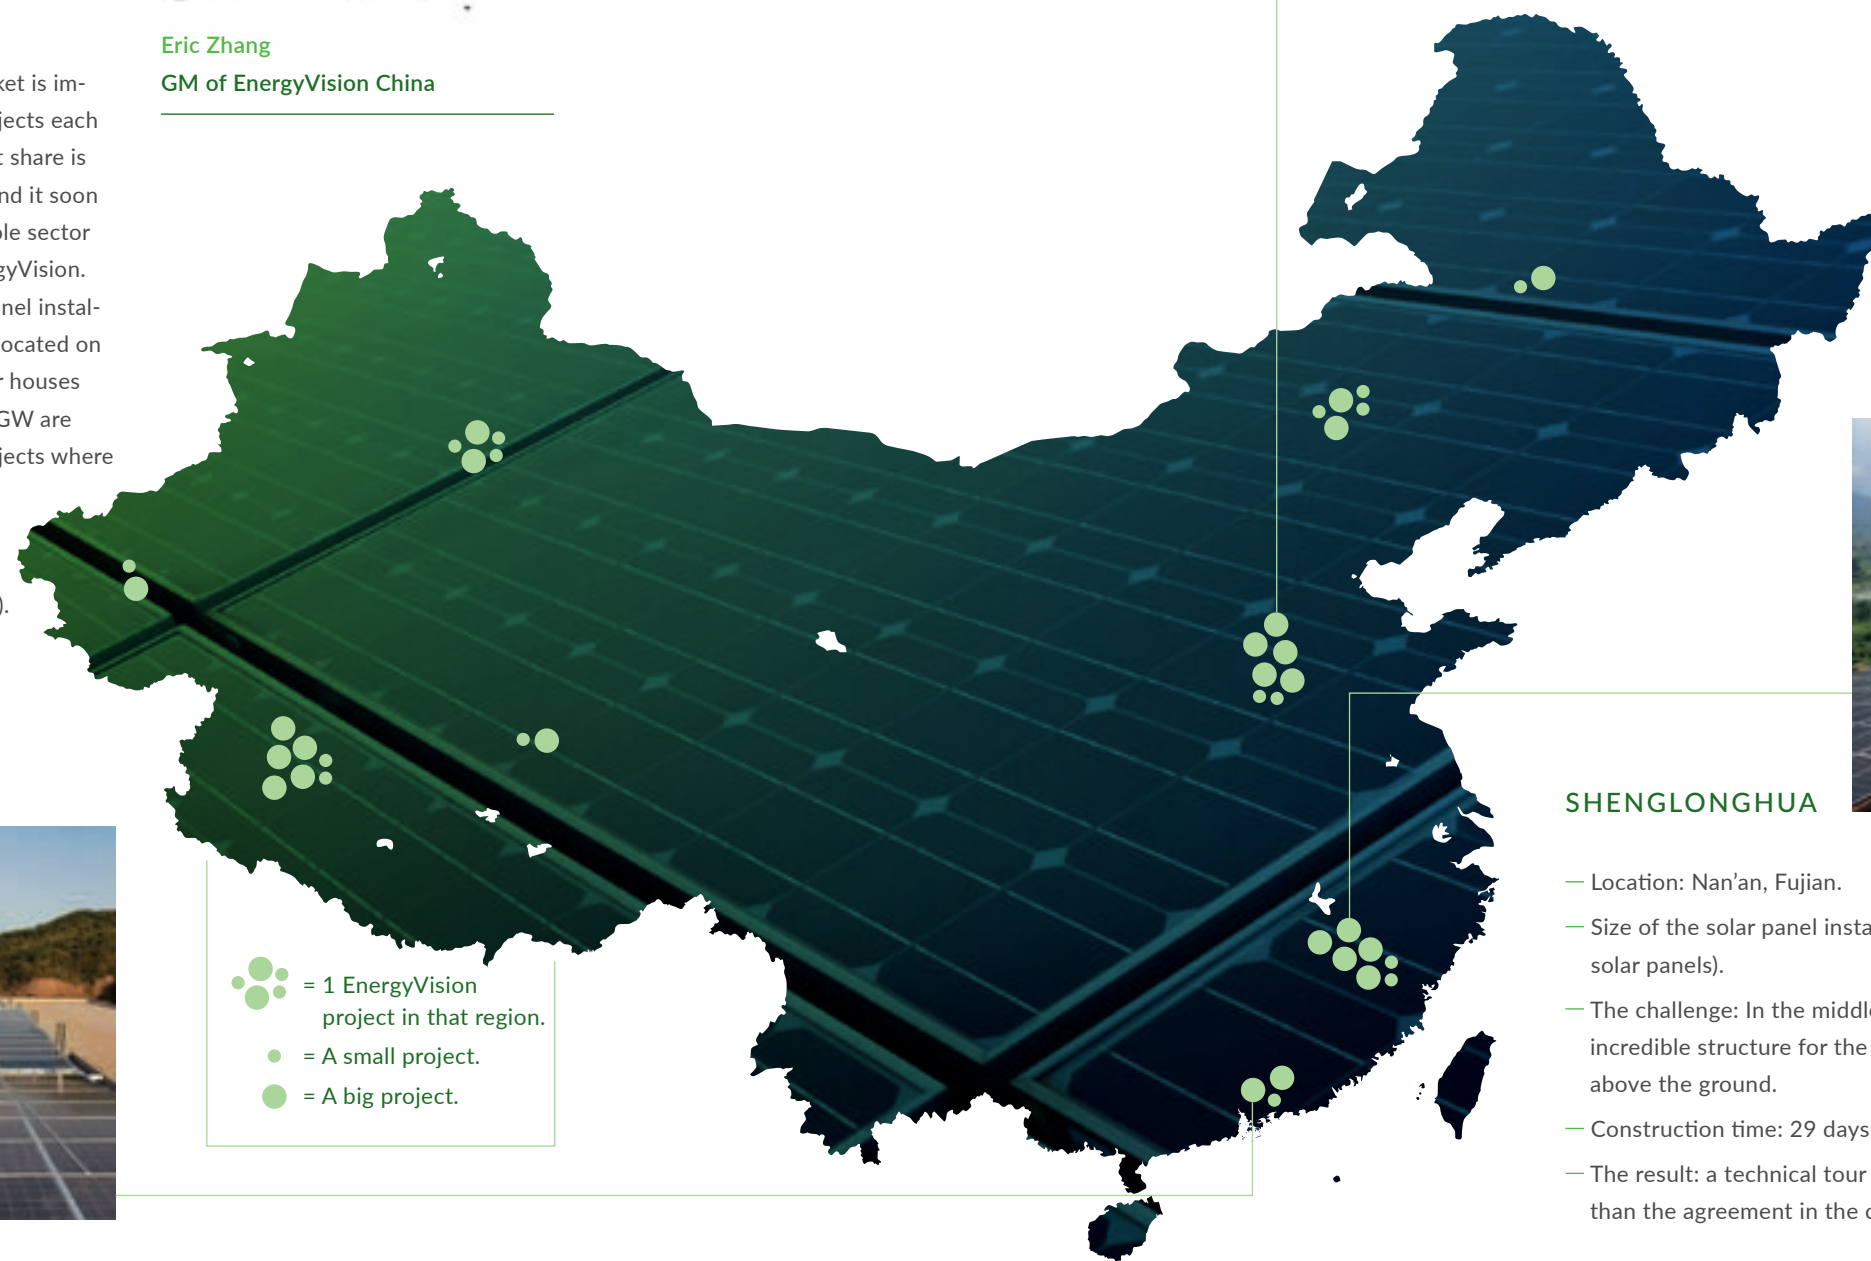 Eric Zhang
GM of EnergyVision China
ket is im-
jects each
t share is
nd it soon
ble sector
gyVision.
nel instal-
located on
r houses
GW are
jects where
).
= 1 EnergyVision
project in that region.
= A small project.
= A big project.
SHENGLONGHUA
— Location: Nan’an, Fujian.
— Size of the solar panel insta
solar panels).
— The challenge: In the middle
incredible structure for the
above the ground.
— Construction time: 29 days
— The result: a technical tour
than the agreement in the c